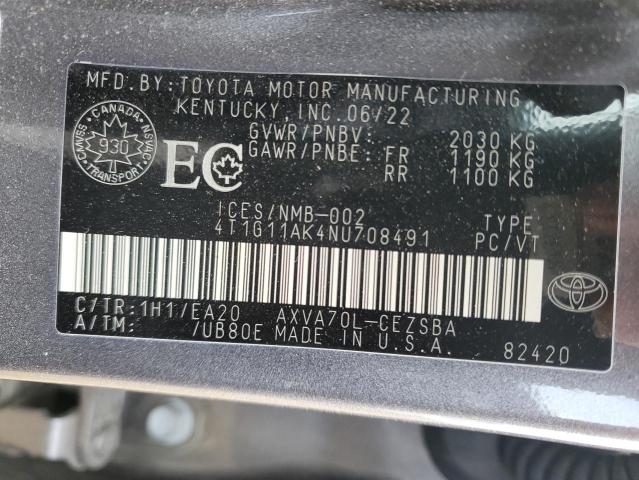 MFD. BY: TOYOTA MOTOR MANUFACTURING
KENTUCKY, INC. 06/22
GVWR/PNBV: 2030 KG
GAWR/PNBE: FR 1190 KG
RR 1100 KG
CANADA
CMVSS 930 NSVAC
TRANSPORT
EC
ICES/NMB-002
4T1G11AK4NU708491
TYPE
PC/VT
C/TR: 1H1/EA20 AXVA70L-CEZSBA
A/TM: /UB80E MADE IN U.S.A.
82420